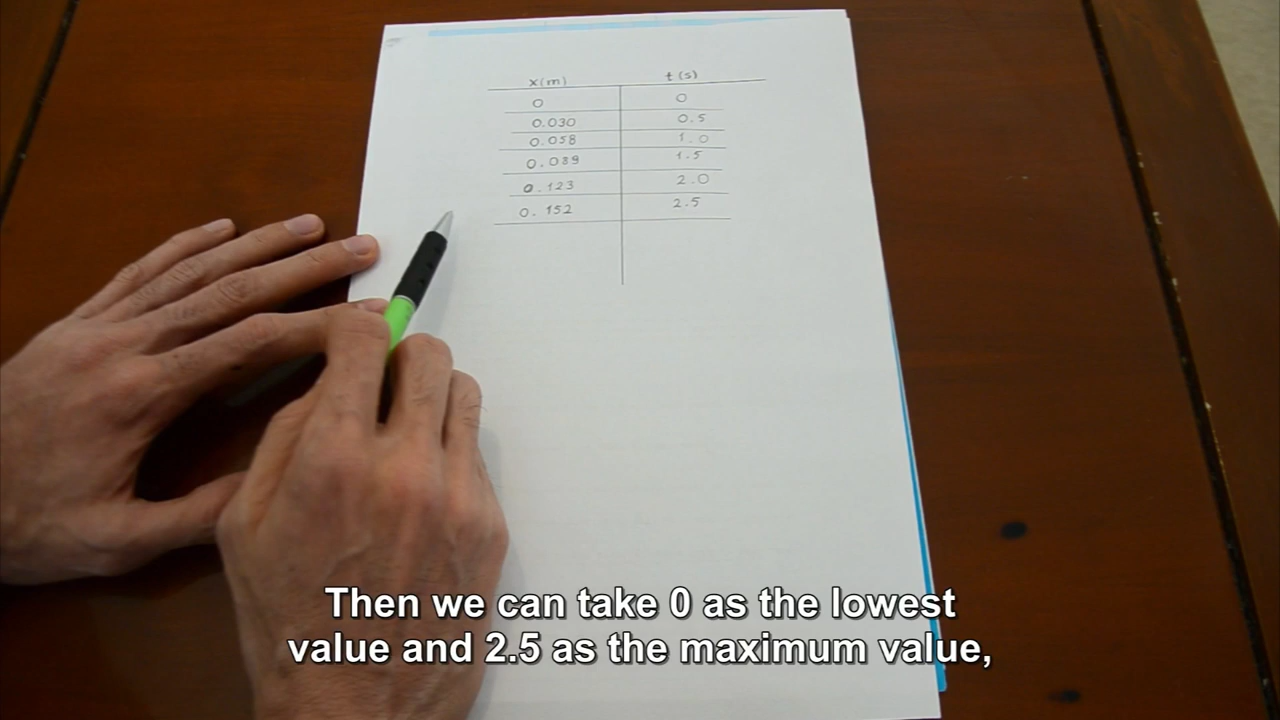 x(m) t(s)
0 0
0.030 0.5
0.058 1.0
0.089 1.5
0.123 2.0
0.152 2.5
Then we can take 0 as the lowest
value and 2.5 as the maximum value,